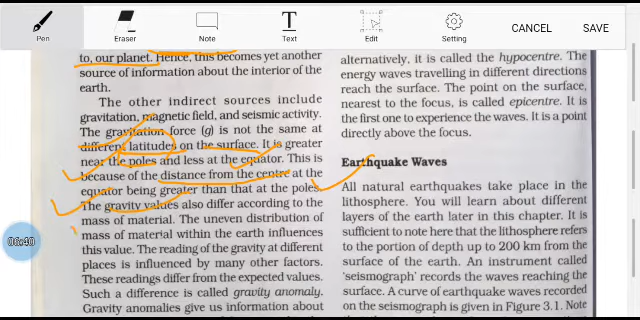 Pen
Eraser
Note
Text
Edit
Setting
CANCEL
SAVE
to, our planet. Hence, this becomes yet another
source of information about the interior of the
earth.
The other indirect sources include
gravitation, magnetic field, and seismic activity.
The gravitation force (g) is not the same at
different latitudes on the surface. It is greater
near the poles and less at the equator. This is
because of the distance from the centre at the
equator being greater than that at the poles.
The gravity values also differ according to the
mass of material. The uneven distribution of
mass of material within the earth influences
this value. The reading of the gravity at different
places is influenced by many other factors.
These readings differ from the expected values.
Such a difference is called gravity anomaly.
Gravity anomalies give us information about
alternatively, it is called the hypocentre. The
energy waves travelling in different directions
reach the surface. The point on the surface,
nearest to the focus, is called epicentre. It is
the first one to experience the waves. It is a point
directly above the focus.
Earthquake Waves
All natural earthquakes take place in the
lithosphere. You will learn about different
layers of the earth later in this chapter. It is
sufficient to note here that the lithosphere refers
to the portion of depth up to 200 km from the
surface of the earth. An instrument called
'seismograph' records the waves reaching the
surface. A curve of earthquake waves recorded
on the seismograph is given in Figure 3.1. Note
06:40